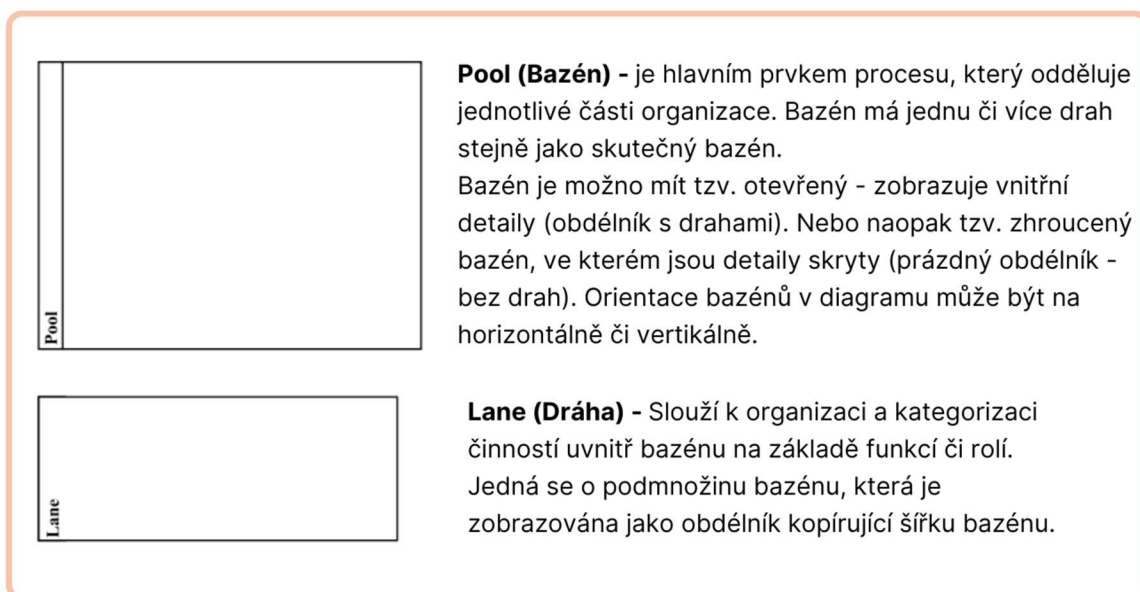 Pool (Bazén) - je hlavním prvkem procesu, který odděluje
jednotlivé části organizace. Bazén má jednu či více drah
stejně jako skutečný bazén.
Bazén je možno mít tzv. otevřený - zobrazuje vnitřní
detaily (obdélník s drahami). Nebo naopak tzv. zhroucený
bazén, ve kterém jsou detaily skryty (prázdný obdélník -
bez drah). Orientace bazénů v diagramu může být na
horizontálně či vertikálně.
Pool
Lane (Dráha) - Slouží k organizaci a kategorizaci
činností uvnitř bazénu na základě funkcí či rolí.
Jedná se o podmnožinu bazénu, která je
zobrazována jako obdélník kopírující šířku bazénu.
Lane